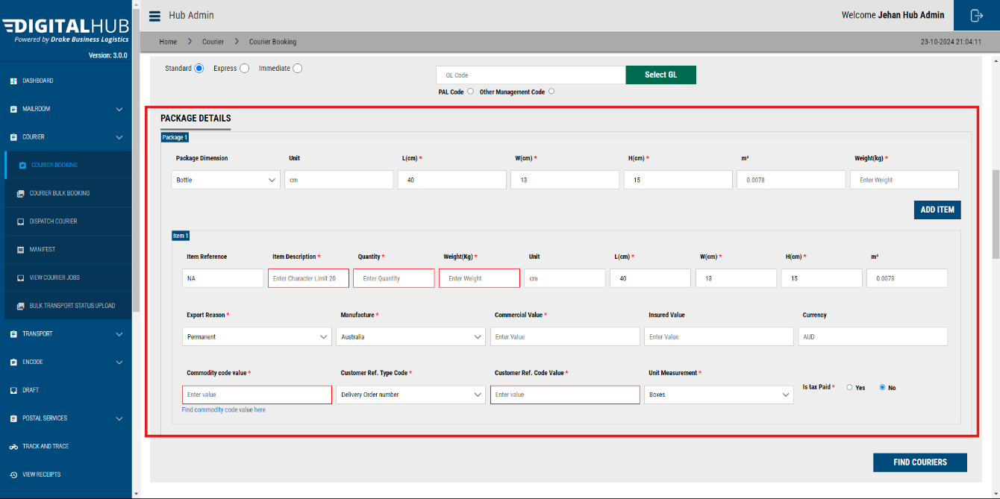 DIGITALHUB
Powered by Drake Business Logistics
Version: 3.0.0
DASHBOARD
MAILROOM
COURIER
COURIER BOOKING
COURIER BULK BOOKING
DISPATCH COURIER
MANIFEST
VIEW COURIER JOBS
BULK TRANSPORT STATUS UPLOAD
TRANSPORT
ENCODE
DRAFT
POSTAL SERVICES
TRACK AND TRACE
VIEW RECEIPTS
Hub Admin
Welcome Jehan Hub Admin
Home > Courier > Courier Booking
23-10-2024 21:04:11
Standard Express Immediate
GL Code Select GL
PAL Code Other Management Code
PACKAGE DETAILS
Package 1
Package Dimension Unit L(cm) * W(cm) * H(cm) * m³ Weight(kg) *
Bottle cm 40 13 15 0.0078 Enter Weight
ADD ITEM
Item 1
Item Reference Item Description * Quantity * Weight(Kg) * Unit L(cm) * W(cm) * H(cm) * m³
NA Enter Character Limit 20 Enter Quantity Enter Weight cm 40 13 15 0.0078
Export Reason * Manufacture * Commercial Value * Insured Value Currency
Permanent Australia Enter Value Enter Value AUD
Commodity code value * Customer Ref. Type Code * Customer Ref. Code Value * Unit Measurement *
Enter value Delivery Order number Enter value Boxes Is tax Paid * Yes No
Find commodity code value here
FIND COURIERS